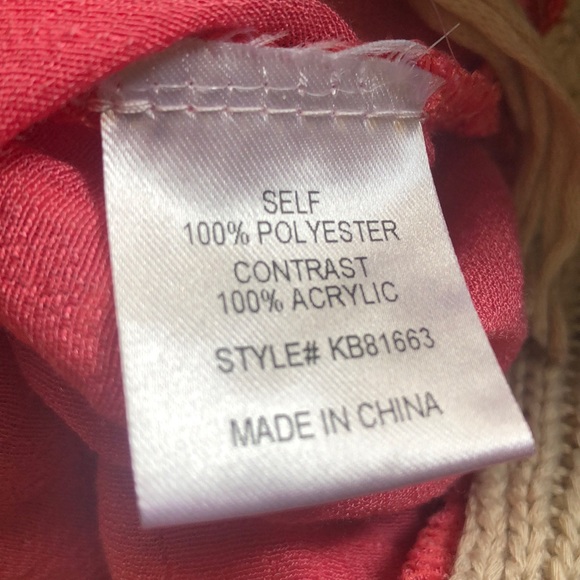 SELF
100% POLYESTER
CONTRAST
100% ACRYLIC
STYLE# KB81663
MADE IN CHINA